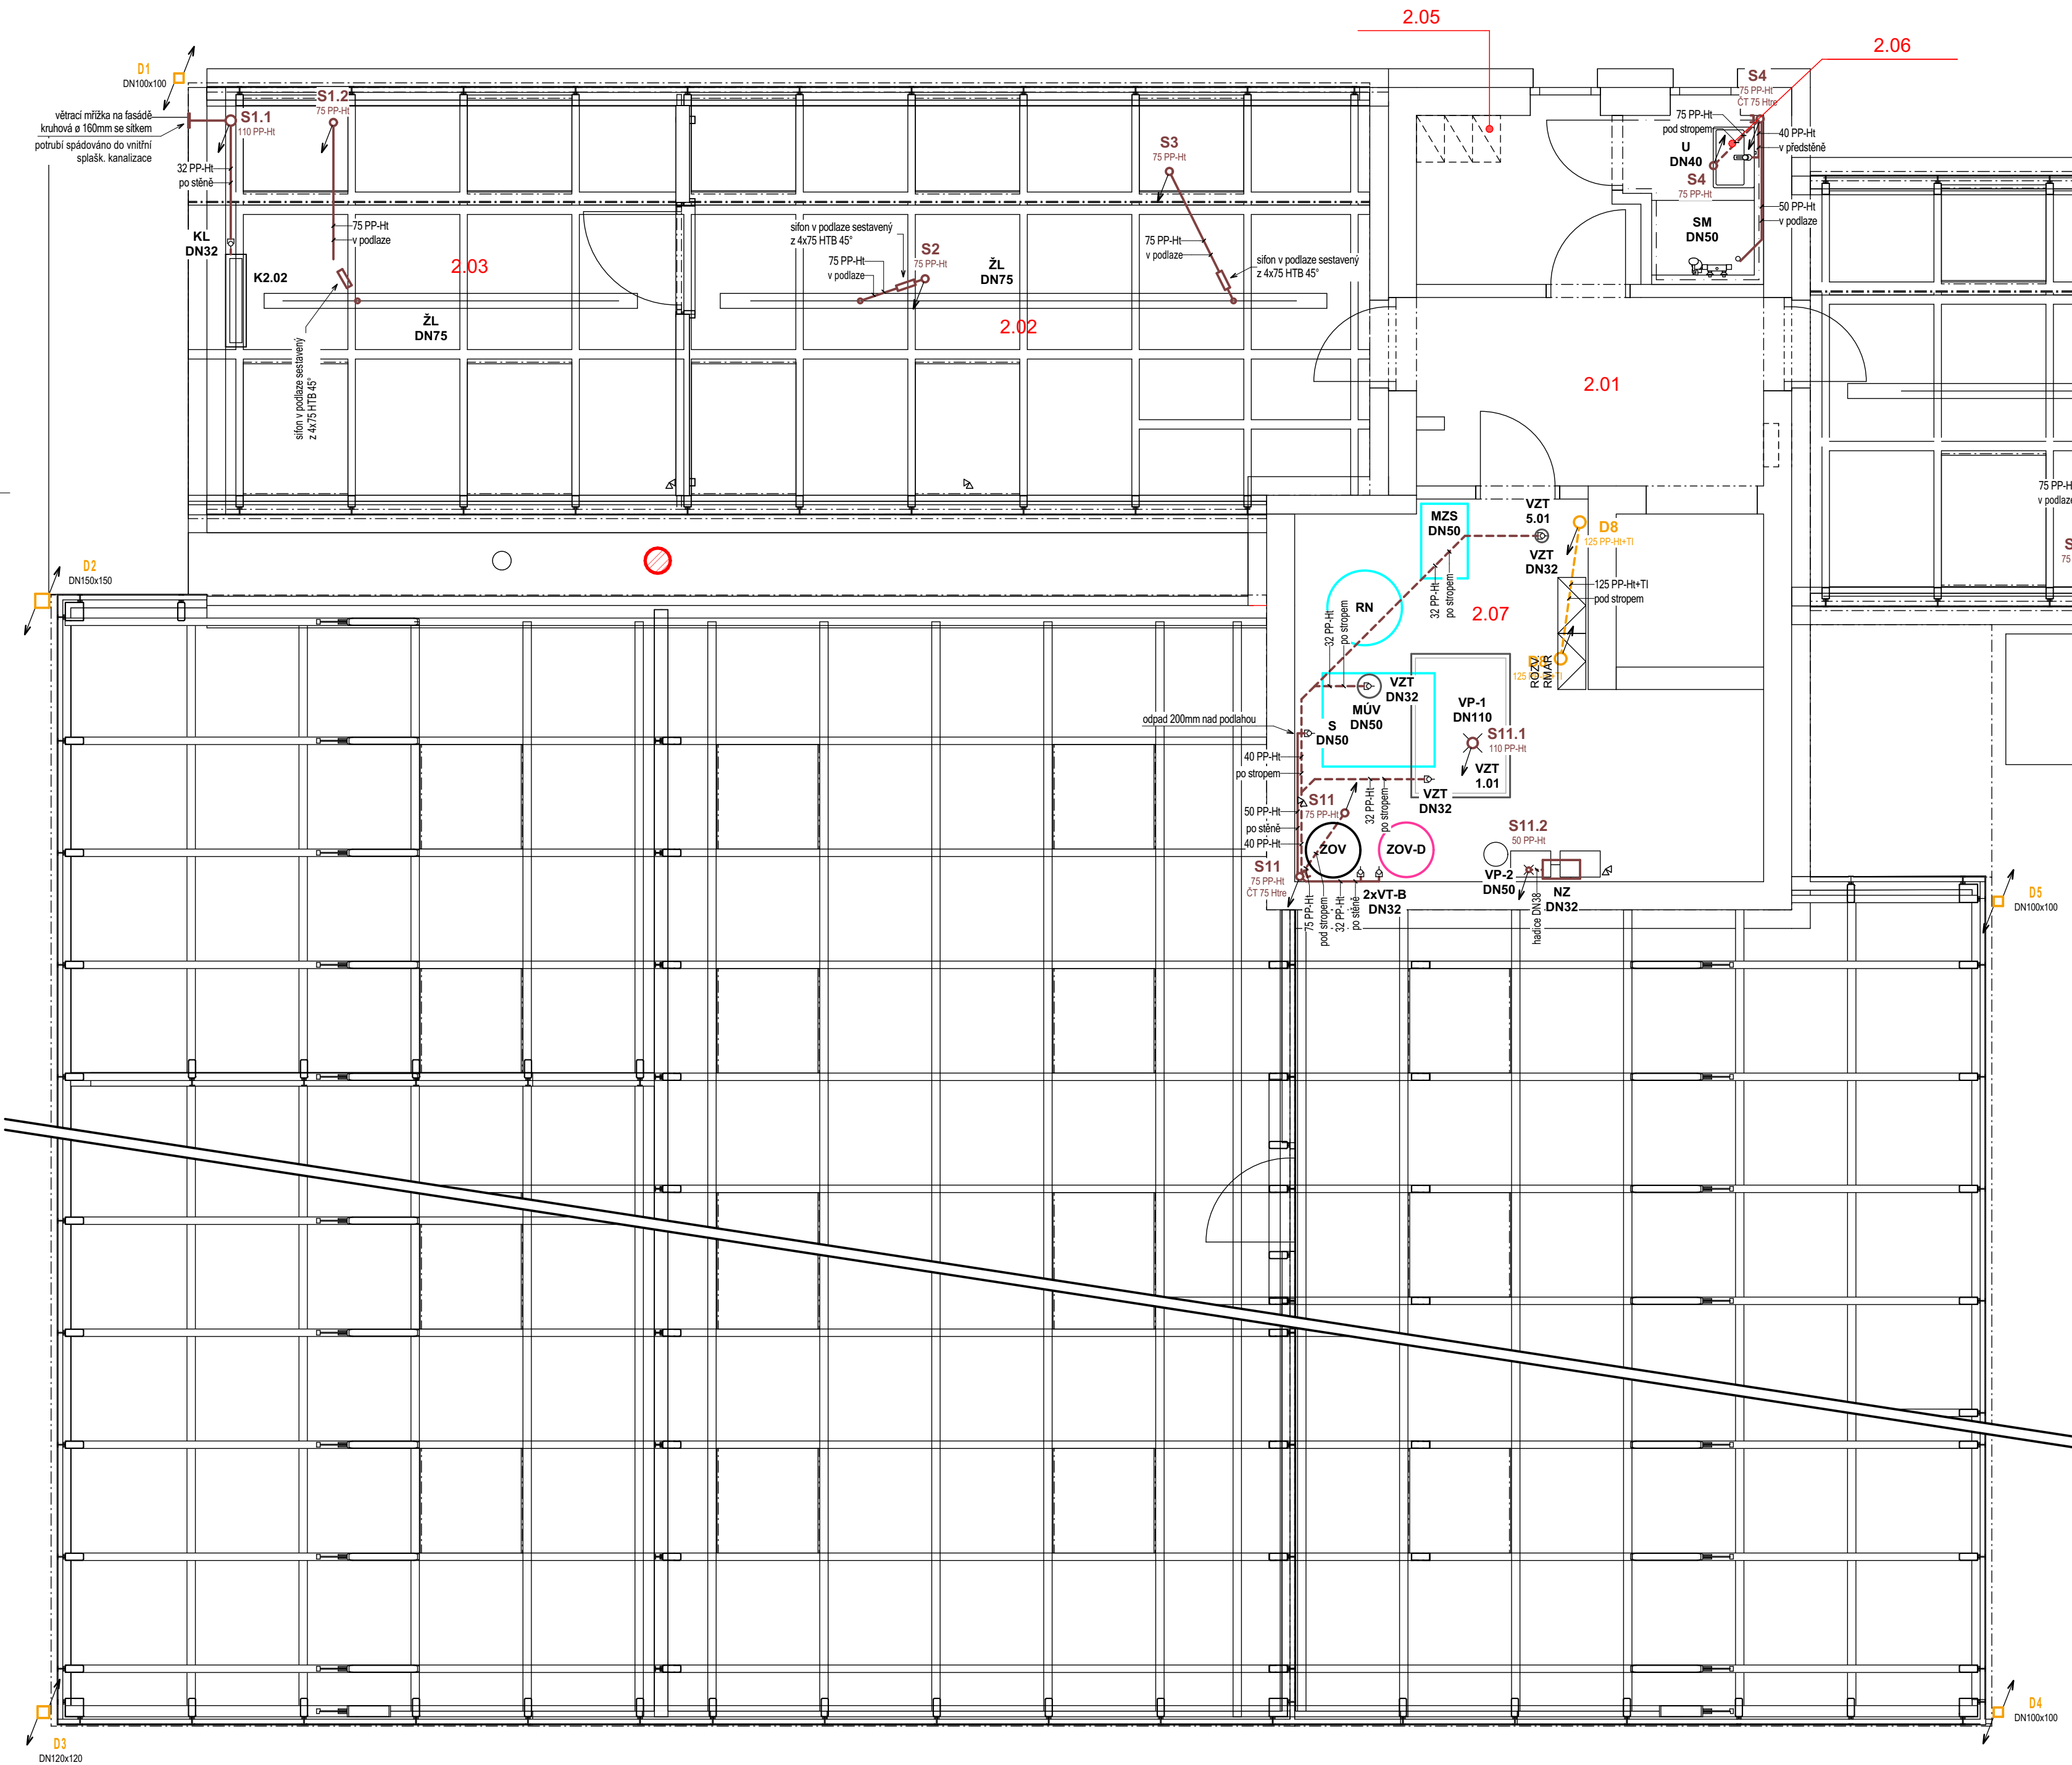 2.05
2.06
D1
DN100x100
větrací mřížka na fasádě
kruhová ø 160mm se sítkem
potrubí spádováno do vnitřní
splašk. kanalizace
S1.1
110 PP-Ht
S1.2
75 PP-Ht
32 PP-Ht
po stěně
KL
DN32
K2.02
75 PP-Ht
v podlaze
2.03
ŽL
DN75
sifon v podlaze sestavený
z 4x75 HTB 45°
sifon v podlaze sestavený
z 4x75 HTB 45°
75 PP-Ht
v podlaze
S2
75 PP-Ht
ŽL
DN75
2.02
S3
75 PP-Ht
75 PP-Ht
v podlaze
sifon v podlaze sestavený
z 4x75 HTB 45°
S4
75 PP-Ht
ČT 75 Htre
75 PP-Ht
pod stropem
40 PP-Ht
v předstěně
U
DN40
S4
75 PP-Ht
50 PP-Ht
v podlaze
SM
DN50
2.01
75 PP-H
v podlaze
S
75
D2
DN150x150
MZS
DN50
VZT
5.01
VZT
DN32
D8
125 PP-Ht+TI
125 PP-Ht+TI
pod stropem
RN
32 PP-Ht
po stropem
2.07
32 PP-Ht
po stropem
ROZV.
RMAR
VZT
DN32
MÚV
DN50
S
DN50
odpad 200mm nad podlahou
VP-1
DN110
S11.1
110 PP-Ht
VZT
1.01
40 PP-Ht
po stropem
VZT
DN32
32 PP-Ht
po stropem
S11
75 PP-Ht
50 PP-Ht
po stěně
40 PP-Ht
ZOV
ZOV-D
S11.2
50 PP-Ht
S11
75 PP-Ht
ČT 75 Htre
VP-2
DN50
NZ
DN32
2xVT-B
DN32
75 PP-Ht
pod stropem
32 PP-Ht
po stěně
hadice DN38
D5
DN100x100
D3
DN120x120
D4
DN100x100